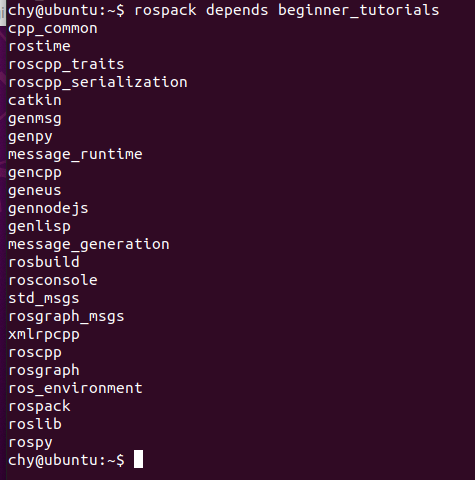 chy@ubuntu:~$ rospack depends beginner_tutorials
cpp_common
rostime
roscpp_traits
roscpp_serialization
catkin
genmsg
genpy
message_runtime
gencpp
geneus
gennodejs
genlisp
message_generation
rosbuild
rosconsole
std_msgs
rosgraph_msgs
xmlrpcpp
roscpp
rosgraph
ros_environment
rospack
roslib
rospy
chy@ubuntu:~$